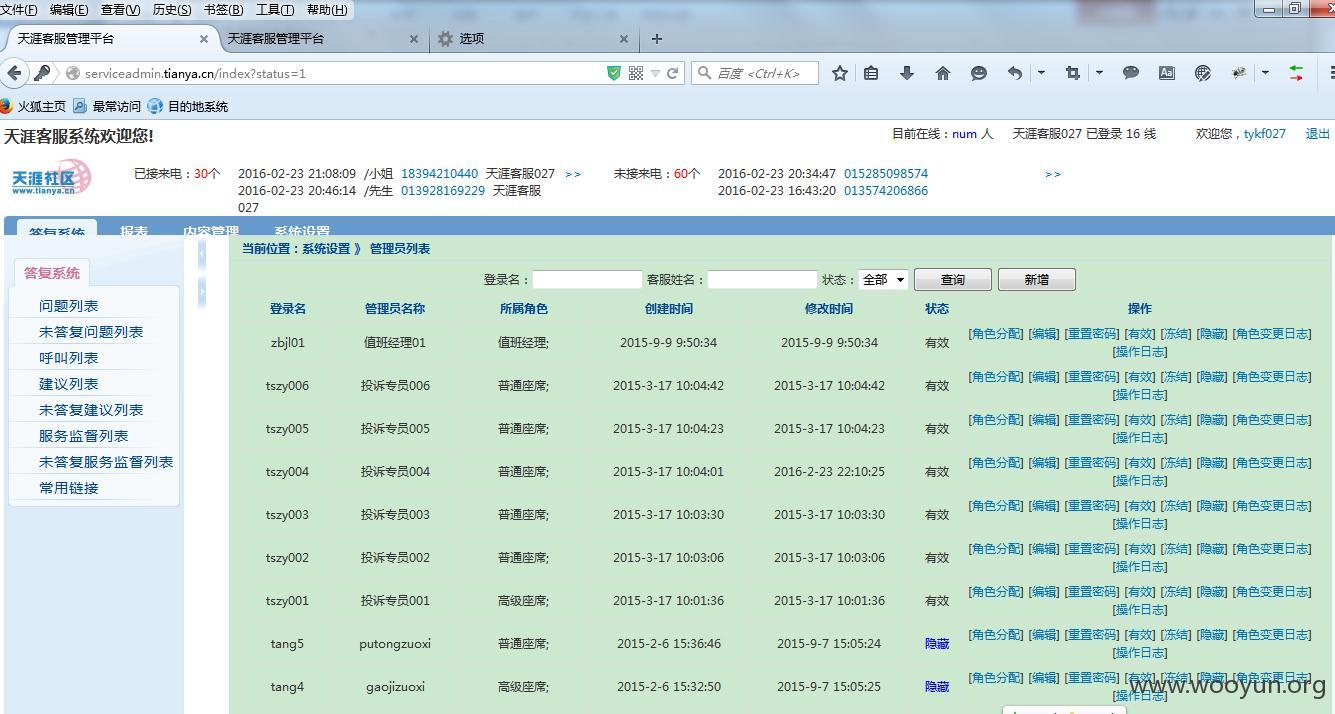 文件(F) 编辑(E) 查看(V) 历史(S) 书签(B) 工具(T) 帮助(H)
天涯客服管理平台 × 天涯客服管理平台 × 选项 × +
serviceadmin.tianya.cn/index?status=1 百度 <Ctrl+K>
火狐主页 最常访问 目的地系统
天涯客服系统欢迎您! 目前在线：num 人 天涯客服027 已登录 16 线 欢迎您，tykf027 退出
天涯社区
www.tianya.cn
已接来电：30个 2016-02-23 21:08:09 /小姐 18394210440 天涯客服027 >> 未接来电：60个 2016-02-23 20:34:47 015285098574 >>
2016-02-23 20:46:14 /先生 013928169229 天涯客服 2016-02-23 16:43:20 013574206866
027
答复系统 报表 内容管理 系统设置
当前位置：系统设置 》 管理员列表
答复系统
问题列表
未答复问题列表
呼叫列表
建议列表
未答复建议列表
服务监督列表
未答复服务监督列表
常用链接
登录名： 客服姓名： 状态： 全部 查询 新增
登录名 管理员名称 所属角色 创建时间 修改时间 状态 操作
zbjl01 值班经理01 值班经理; 2015-9-9 9:50:34 2015-9-9 9:50:34 有效 [角色分配] [编辑] [重置密码] [有效] [冻结] [隐藏] [角色变更日志]
[操作日志]
tszy006 投诉专员006 普通座席; 2015-3-17 10:04:42 2015-3-17 10:04:42 有效 [角色分配] [编辑] [重置密码] [有效] [冻结] [隐藏] [角色变更日志]
[操作日志]
tszy005 投诉专员005 普通座席; 2015-3-17 10:04:23 2015-3-17 10:04:23 有效 [角色分配] [编辑] [重置密码] [有效] [冻结] [隐藏] [角色变更日志]
[操作日志]
tszy004 投诉专员004 普通座席; 2015-3-17 10:04:01 2016-2-23 22:10:25 有效 [角色分配] [编辑] [重置密码] [有效] [冻结] [隐藏] [角色变更日志]
[操作日志]
tszy003 投诉专员003 普通座席; 2015-3-17 10:03:30 2015-3-17 10:03:30 有效 [角色分配] [编辑] [重置密码] [有效] [冻结] [隐藏] [角色变更日志]
[操作日志]
tszy002 投诉专员002 普通座席; 2015-3-17 10:03:06 2015-3-17 10:03:06 有效 [角色分配] [编辑] [重置密码] [有效] [冻结] [隐藏] [角色变更日志]
[操作日志]
tszy001 投诉专员001 高级座席; 2015-3-17 10:01:36 2015-3-17 10:01:36 有效 [角色分配] [编辑] [重置密码] [有效] [冻结] [隐藏] [角色变更日志]
[操作日志]
tang5 putongzuoxi 普通座席; 2015-2-6 15:36:46 2015-9-7 15:05:24 隐藏 [角色分配] [编辑] [重置密码] [有效] [冻结] [隐藏] [角色变更日志]
[操作日志]
tang4 gaojizuoxi 高级座席; 2015-2-6 15:32:50 2015-9-7 15:05:25 隐藏 [角色分配] [编辑] [重置密码] [有效] [冻结] [隐藏] [角色变更日志]
[操作日志]
www.wooyun.org